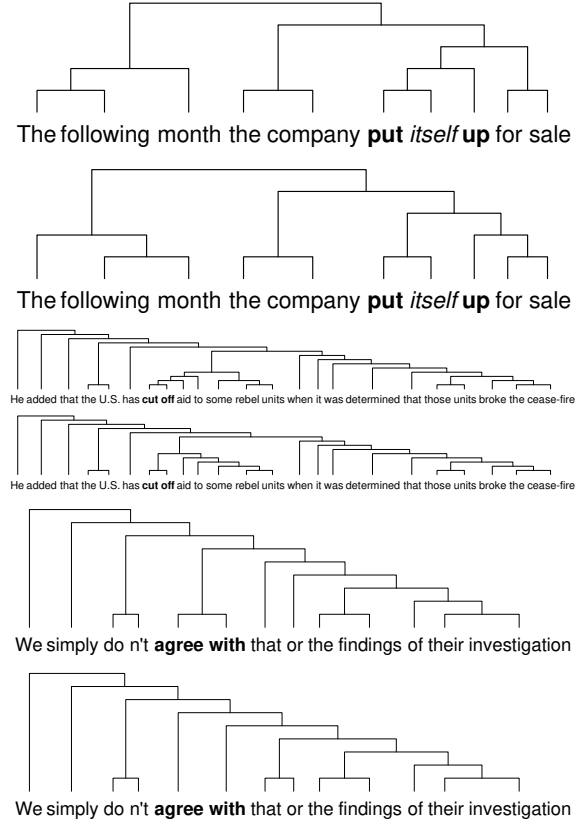 The following month the company put itself up for sale
The following month the company put itself up for sale
He added that the U.S. has cut off aid to some rebel units when it was determined that those units broke the cease-fire
He added that the U.S. has cut off aid to some rebel units when it was determined that those units broke the cease-fire
We simply do n't agree with that or the findings of their investigation
We simply do n't agree with that or the findings of their investigation